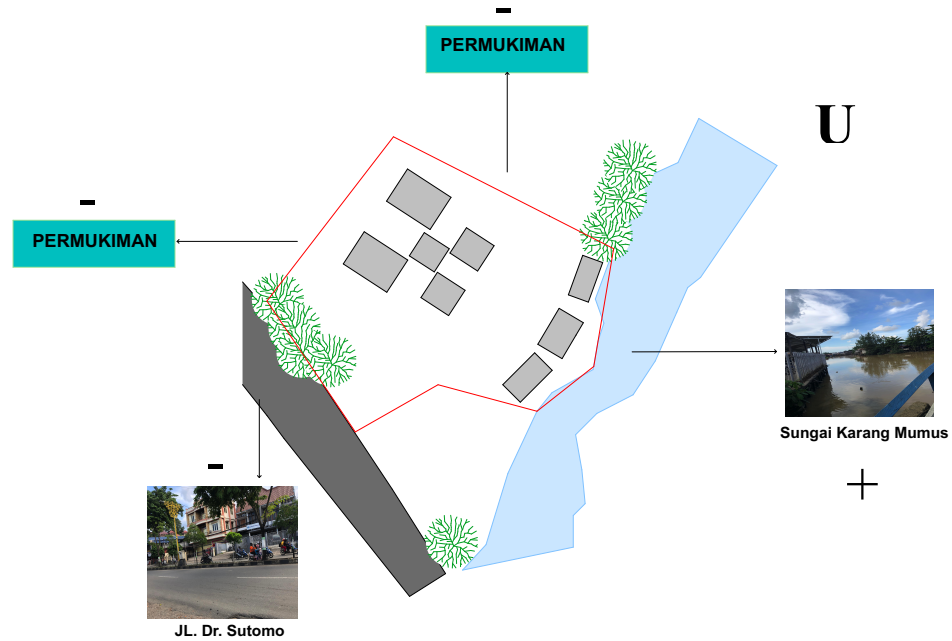 -
PERMUKIMAN
U
-
PERMUKIMAN
Sungai Karang Mumus
+
-
JL. Dr. Sutomo